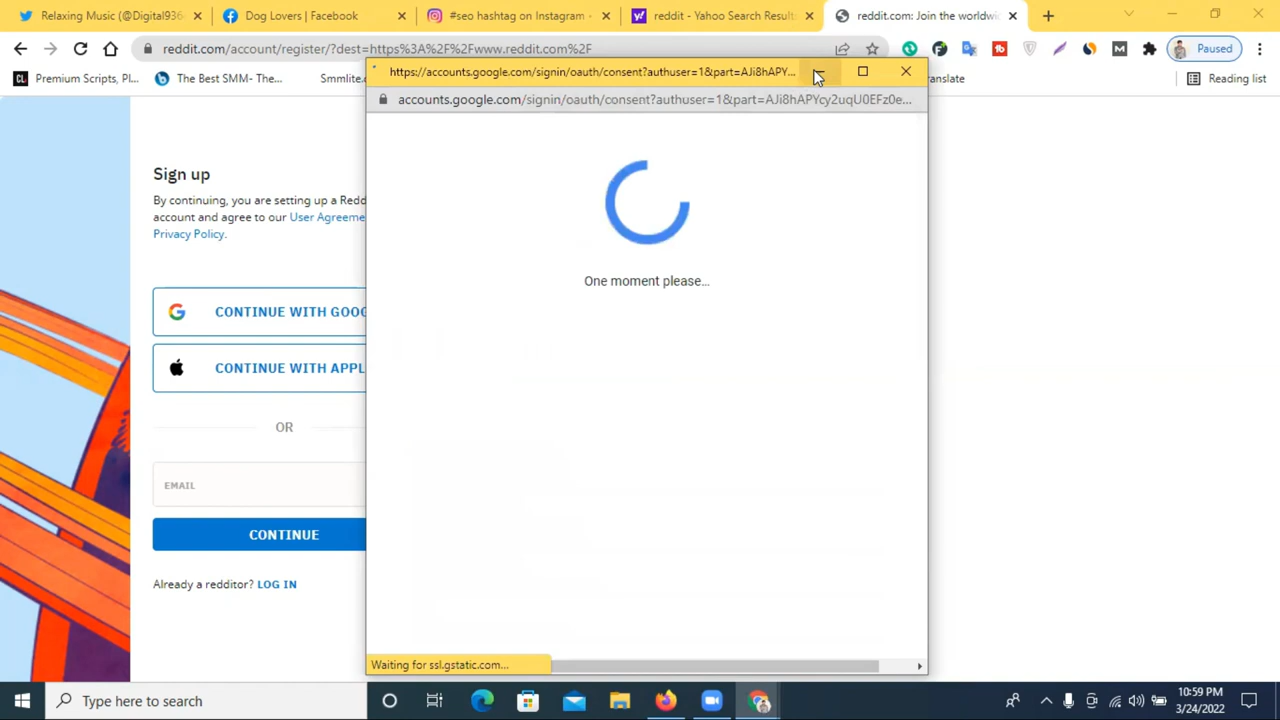 Relaxing Music (@Digital936
Dog Lovers | Facebook
#seo hashtag on Instagram •
reddit - Yahoo Search Result
reddit.com: Join the worldwi
reddit.com/account/register/?dest=https%3A%2F%2Fwww.reddit.com%2F
Paused
Premium Scripts, Pl...
The Best SMM- The...
Smmlite.
anslate
Reading list
https://accounts.google.com/signin/oauth/consent?authuser=1&part=AJi8hAPY...
accounts.google.com/signin/oauth/consent?authuser=1&part=AJi8hAPYcy2uqU0EFz0e...
One moment please...
Waiting for ssl.gstatic.com...
Sign up
By continuing, you are setting up a Redd
account and agree to our User Agreeme
Privacy Policy.
CONTINUE WITH GOOG
CONTINUE WITH APPL
OR
EMAIL
CONTINUE
Already a redditor? LOG IN
Type here to search
10:59 PM
3/24/2022